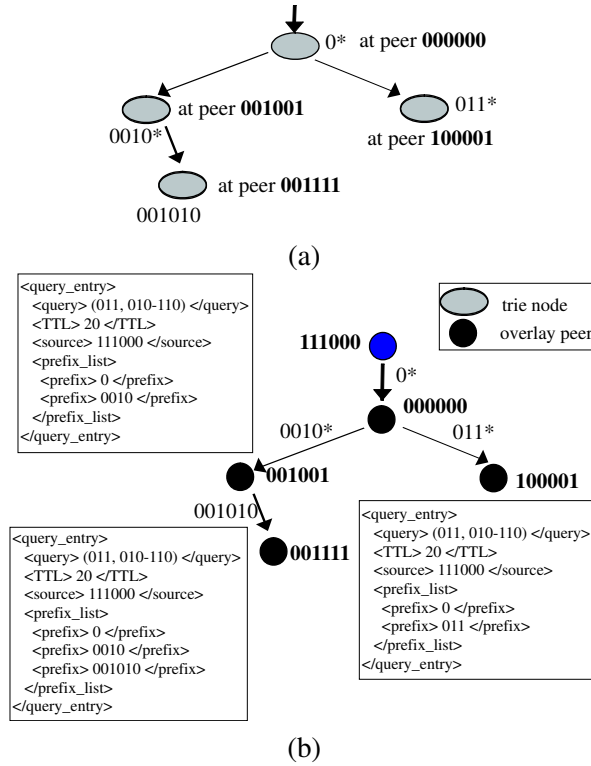 0* at peer 000000
at peer 001001
011*
0010*
at peer 100001
at peer 001111
001010
(a)
<query_entry>
<query> (011, 010-110) </query>
<TTL> 20 </TTL>
<source> 111000 </source>
<prefix_list>
<prefix> 0 </prefix>
<prefix> 0010 </prefix>
</prefix_list>
</query_entry>
trie node
overlay peer
111000
0*
000000
0010*
011*
001001
100001
001010
001111
<query_entry>
<query> (011, 010-110) </query>
<TTL> 20 </TTL>
<source> 111000 </source>
<prefix_list>
<prefix> 0 </prefix>
<prefix> 0010 </prefix>
<prefix> 001010 </prefix>
</prefix_list>
</query_entry>
<query_entry>
<query> (011, 010-110) </query>
<TTL> 20 </TTL>
<source> 111000 </source>
<prefix_list>
<prefix> 0 </prefix>
<prefix> 011 </prefix>
</prefix_list>
</query_entry>
(b)